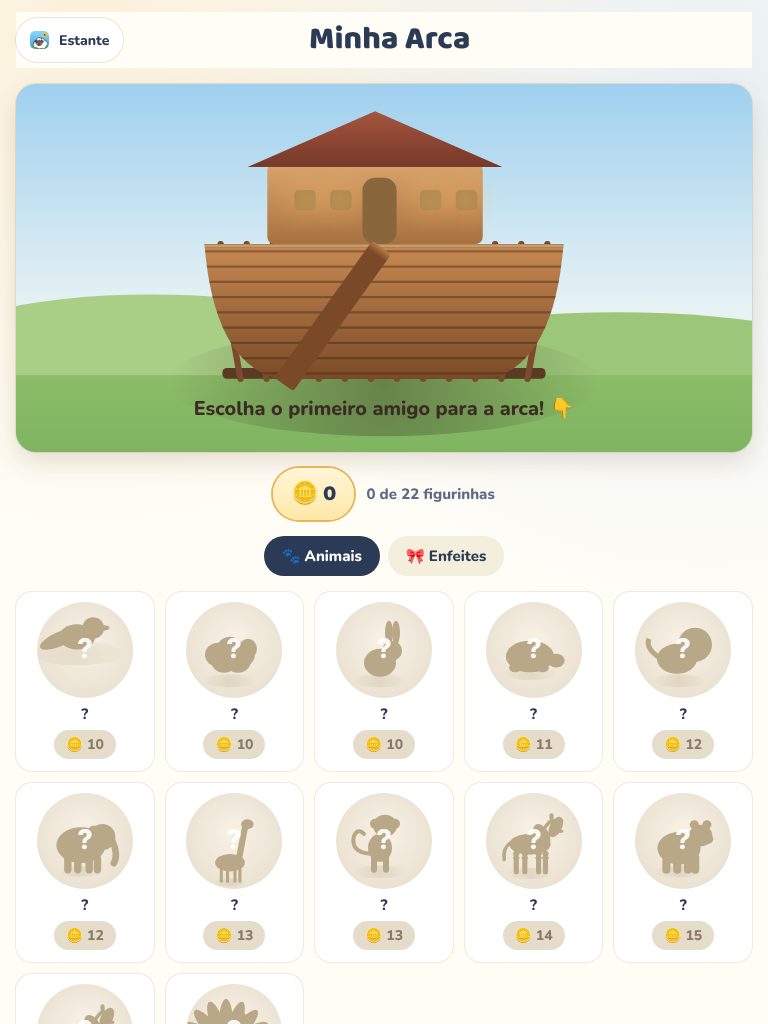 Estante
Minha Arca
Escolha o primeiro amigo para a arca! 👇
🪙 0
0 de 22 figurinhas
🐾 Animais
🎀 Enfeites
? ? ? ? ?
? ? ? ? ?
🪙 10 🪙 10 🪙 10 🪙 11 🪙 12
? ? ? ? ?
? ? ? ? ?
🪙 12 🪙 13 🪙 13 🪙 14 🪙 15
? ?